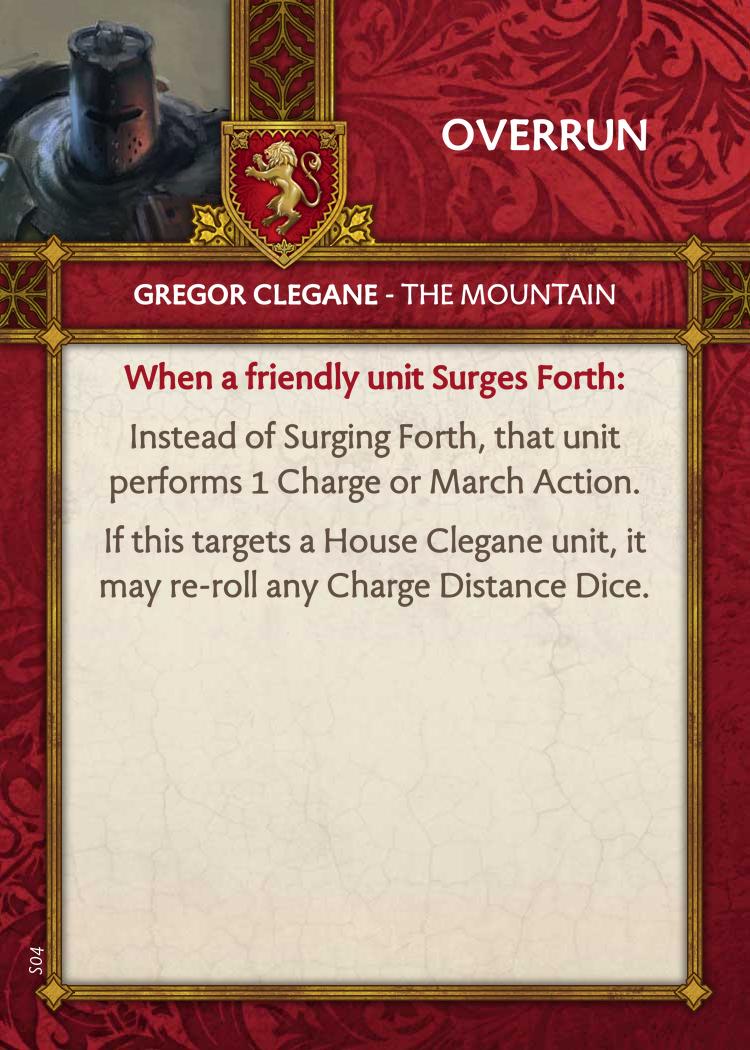 OVERRUN
GREGOR CLEGANE - THE MOUNTAIN
When a friendly unit Surges Forth:
Instead of Surging Forth, that unit
performs 1 Charge or March Action.
If this targets a House Clegane unit, it
may re-roll any Charge Distance Dice.
S04